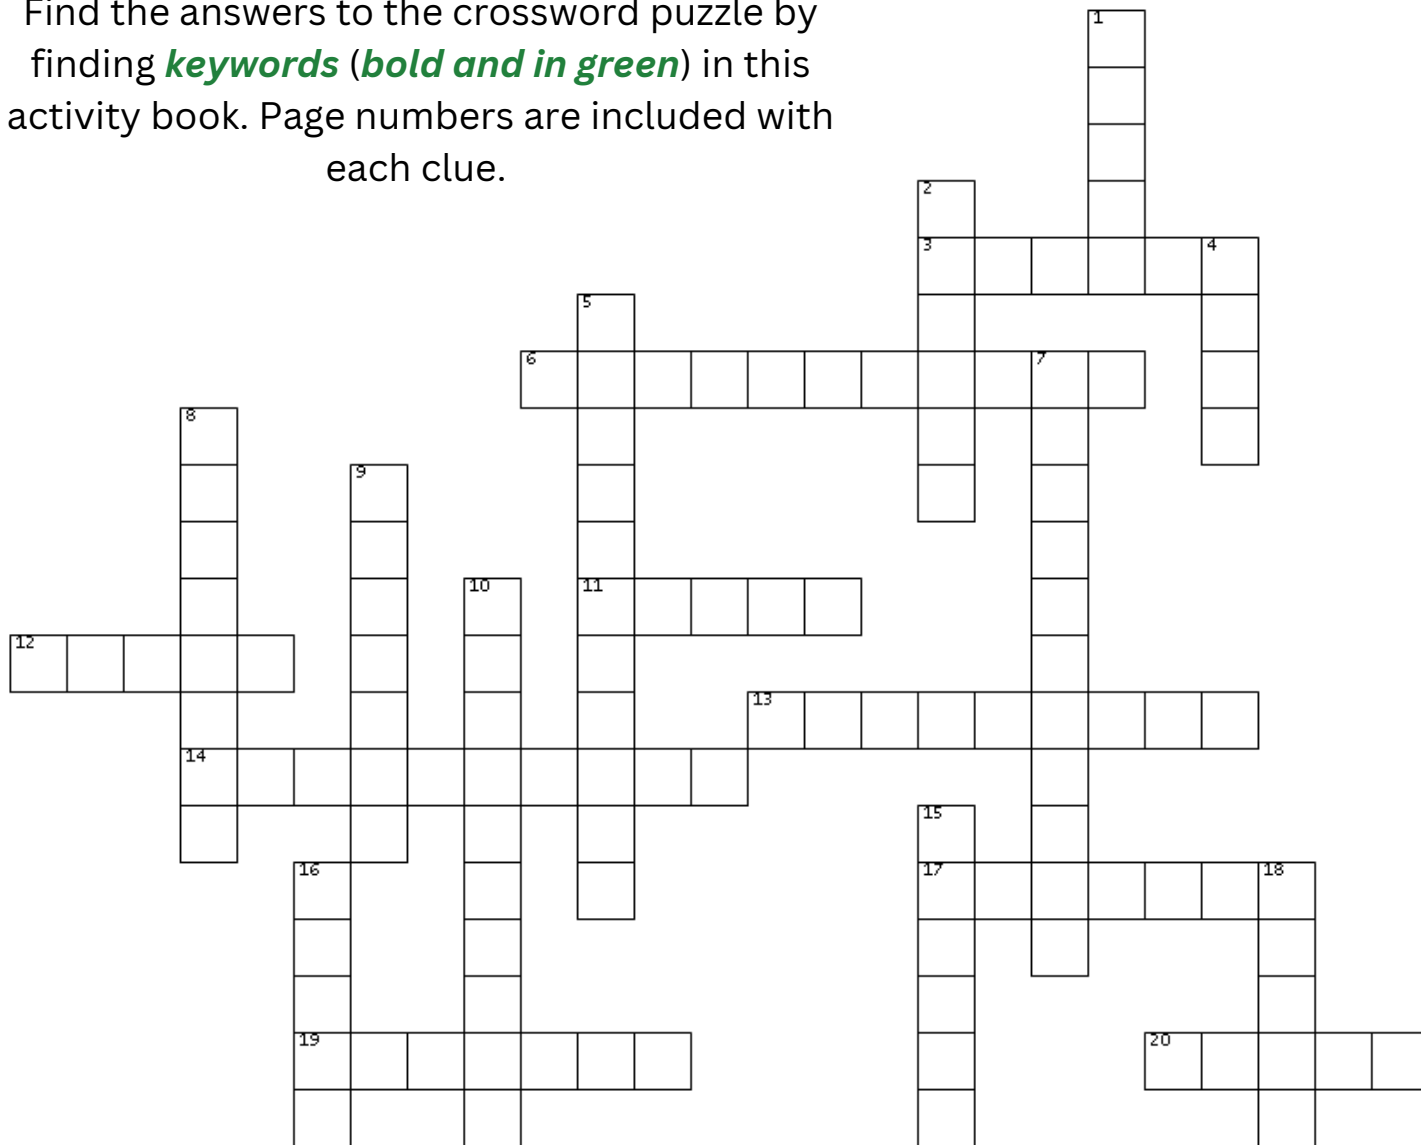 Find the answers to the crossword puzzle by
finding keywords (bold and in green) in this
activity book. Page numbers are included with
each clue.
1
2
3 4
5
6 7
8
9
10 11
12
13
14
15
16 17 18
19 20